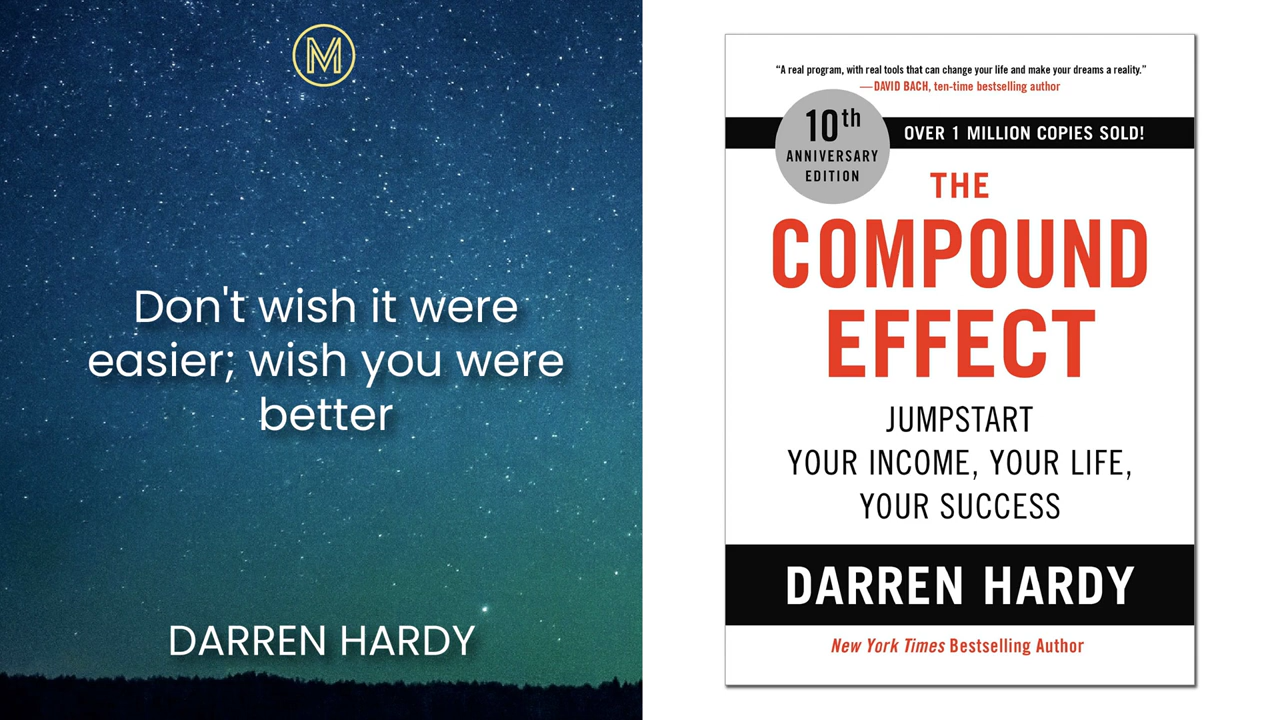 M
Don't wish it were
easier; wish you were
better
DARREN HARDY
“A real program, with real tools that can change your life and make your dreams a reality.”
—DAVID BACH, ten-time bestselling author
10th
ANNIVERSARY
EDITION
OVER 1 MILLION COPIES SOLD!
THE
COMPOUND
EFFECT
JUMPSTART
YOUR INCOME, YOUR LIFE,
YOUR SUCCESS
DARREN HARDY
New York Times Bestselling Author